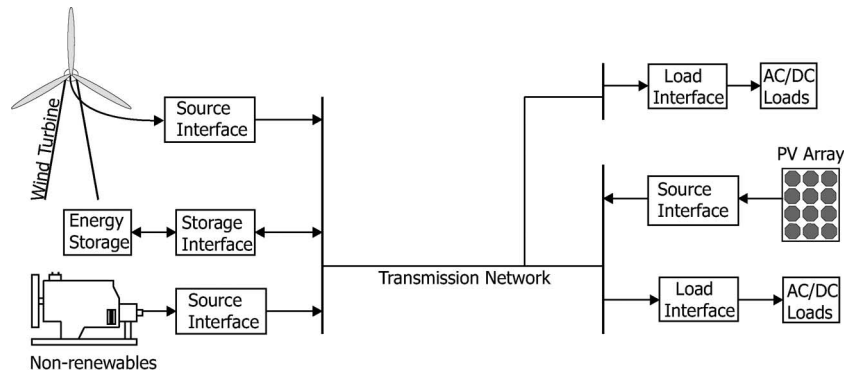 Wind Turbine
Source
Interface
Energy
Storage
Storage
Interface
Source
Interface
Non-renewables
Transmission Network
Load
Interface
AC/DC
Loads
PV Array
Source
Interface
Load
Interface
AC/DC
Loads